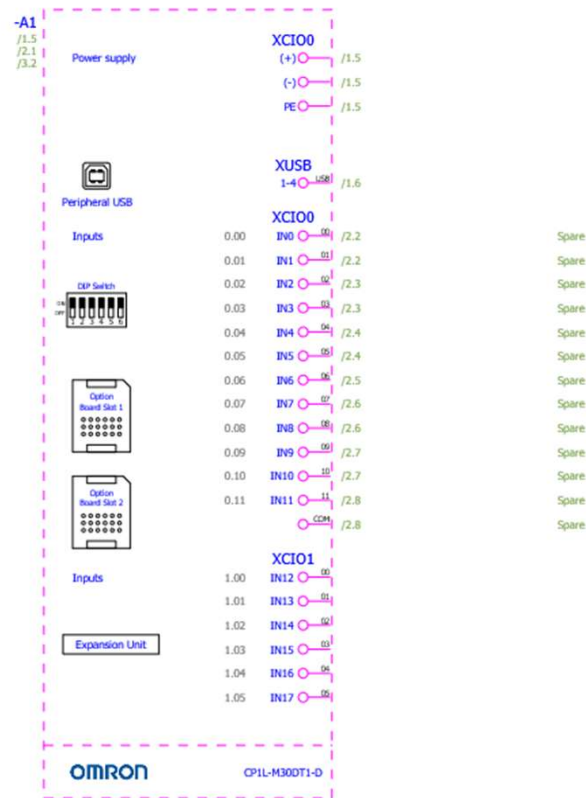 -A1
/1.5
/2.1
/3.2
XCIO0
Power supply (+) /1.5
(-) /1.5
PE /1.5
XUSB
1-4 USB /1.6
Peripheral USB
XCIO0
Inputs 0.00 IN0 00 /2.2 Spare
0.01 IN1 01 /2.2 Spare
DIP Switch 0.02 IN2 02 /2.3 Spare
ON
OFF
1 2 3 4 5 6
0.03 IN3 03 /2.3 Spare
0.04 IN4 04 /2.4 Spare
0.05 IN5 05 /2.4 Spare
0.06 IN6 06 /2.5 Spare
Option
Board Slot 1
0.07 IN7 07 /2.6 Spare
0.08 IN8 08 /2.6 Spare
0.09 IN9 09 /2.7 Spare
0.10 IN10 10 /2.7 Spare
Option
Board Slot 2
0.11 IN11 11 /2.8 Spare
COM /2.8 Spare
XCIO1
Inputs 1.00 IN12 00
1.01 IN13 01
1.02 IN14 02
Expansion Unit 1.03 IN15 03
1.04 IN16 04
1.05 IN17 05
OMRON CP1L-M30DT1-D